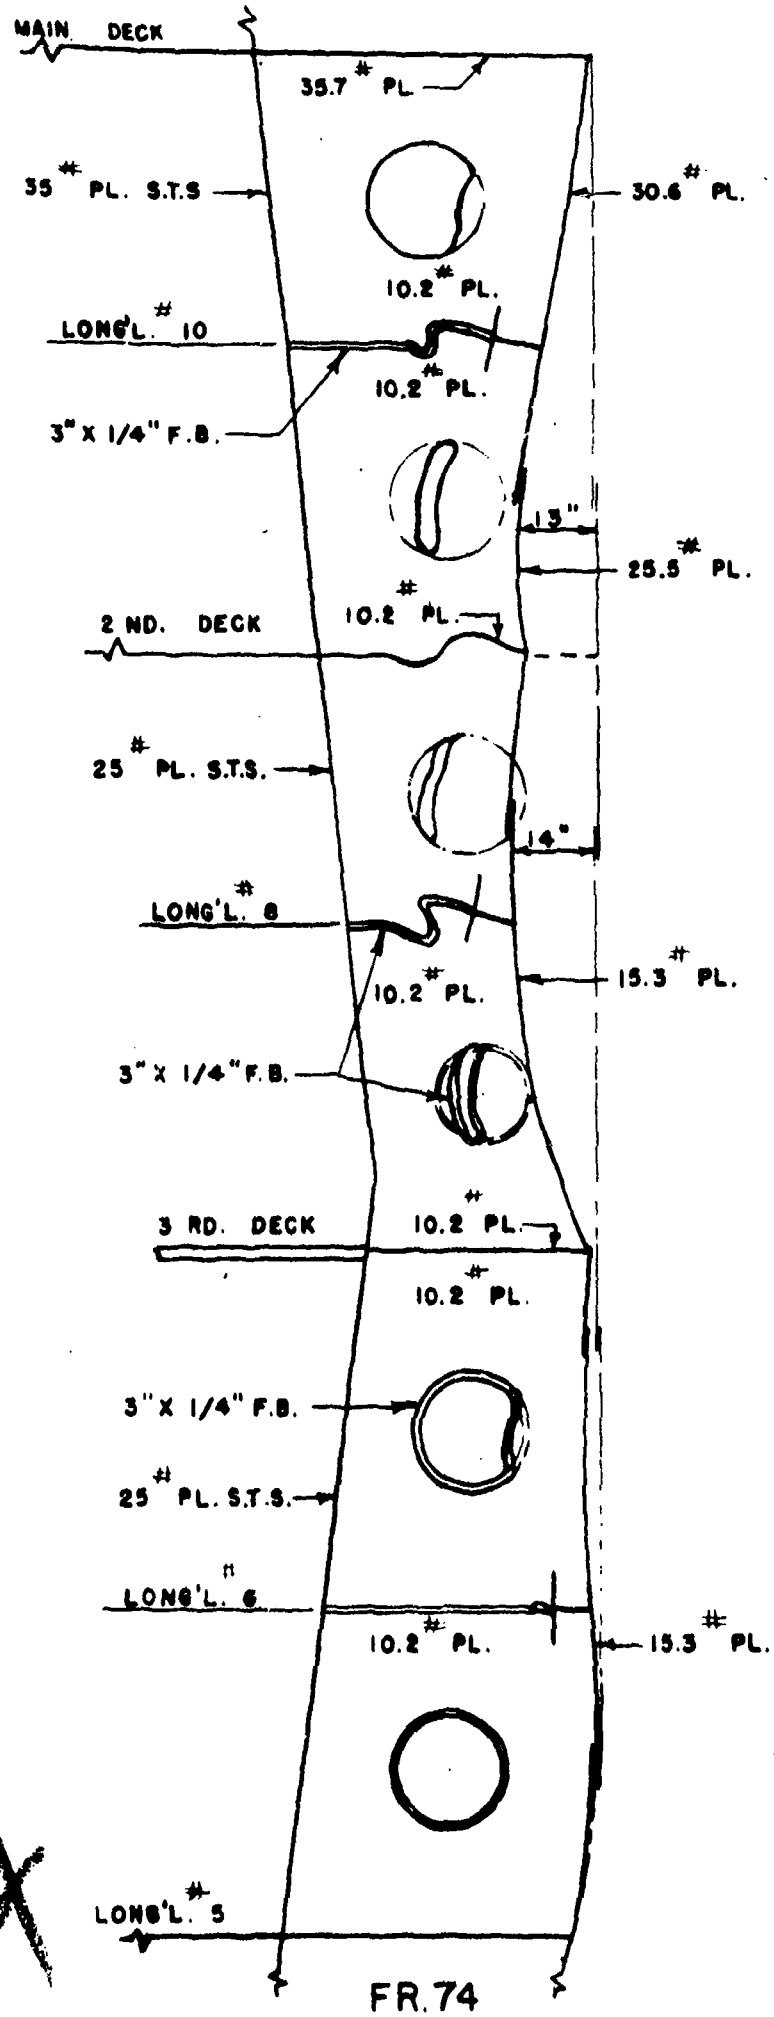 MAIN DECK
35.7# PL
35# PL. S.T.S
30.6# PL.
10.2# PL.
LONG'L. # 10
10.2# PL.
3" X 1/4" F.B.
13"
25.5# PL.
10.2# PL.
2 ND. DECK
25# PL. S.T.S.
14"
LONG'L. # 8
15.3# PL.
10.2# PL.
3" X 1/4" F.B.
3 RD. DECK
10.2# PL.
10.2# PL.
3" X 1/4" F.B.
25# PL. S.T.S.
LONG'L. # 6
10.2# PL.
15.3# PL.
LONG'L. # 5
FR. 74